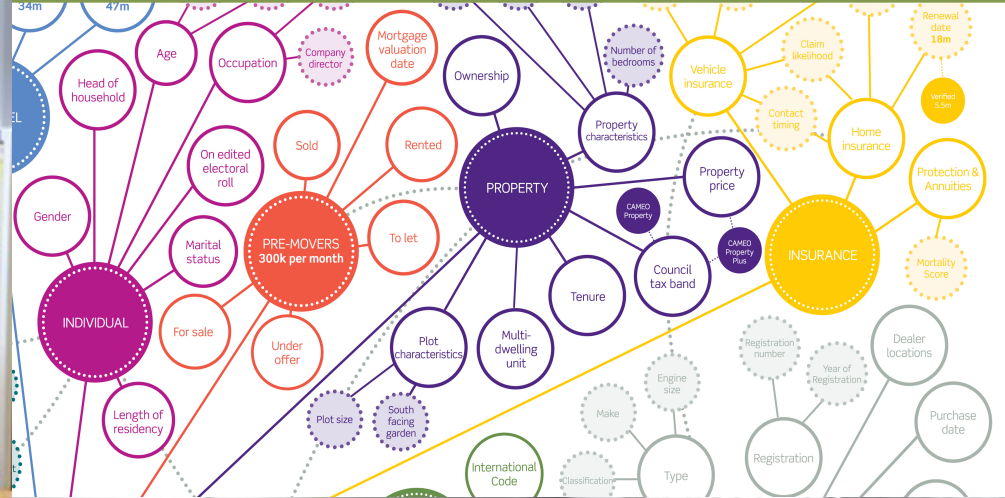 34m
47m
EL
Age
Head of
household
Occupation
Company
director
On edited
electoral
roll
Gender
Marital
status
INDIVIDUAL
Length of
residency
Mortgage
valuation
date
Sold
Rented
PRE-MOVERS
300k per month
To let
For sale
Under
offer
Ownership
Number of
bedrooms
Property
characteristics
PROPERTY
Property
price
CAMEO
Property
CAMEO
Property
Plus
Council
tax band
Tenure
Multi-
dwelling
unit
Plot
characteristics
Plot size
South
facing
garden
Vehicle
insurance
Claim
likelihood
Renewal
date
18m
Verified
5.5m
Contact
timing
Home
insurance
Protection &
Annuities
INSURANCE
Mortality
Score
Registration
number
Year of
Registration
Dealer
locations
Engine
size
Make
Purchase
date
Classification
Type
Registration
International
Code
t